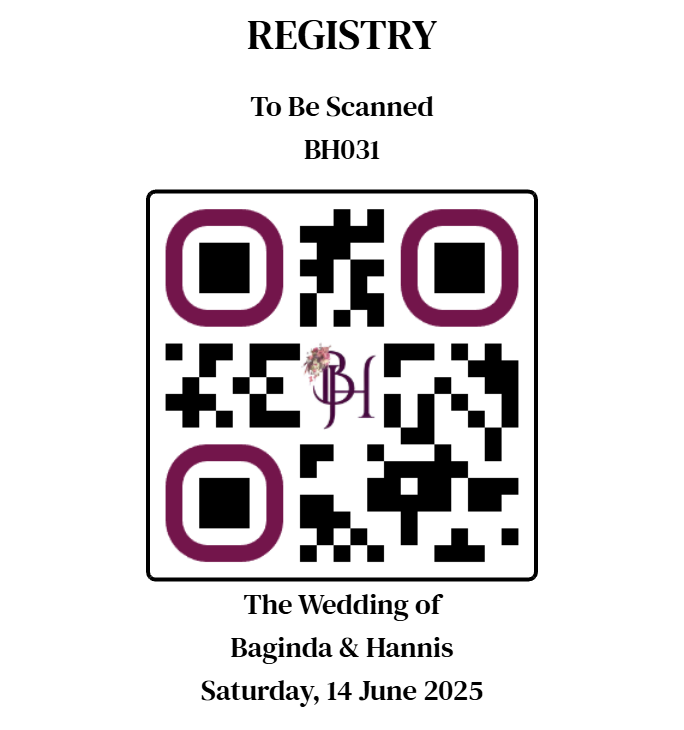 REGISTRY
To Be Scanned
BH031
BH
The Wedding of
Baginda & Hannis
Saturday, 14 June 2025